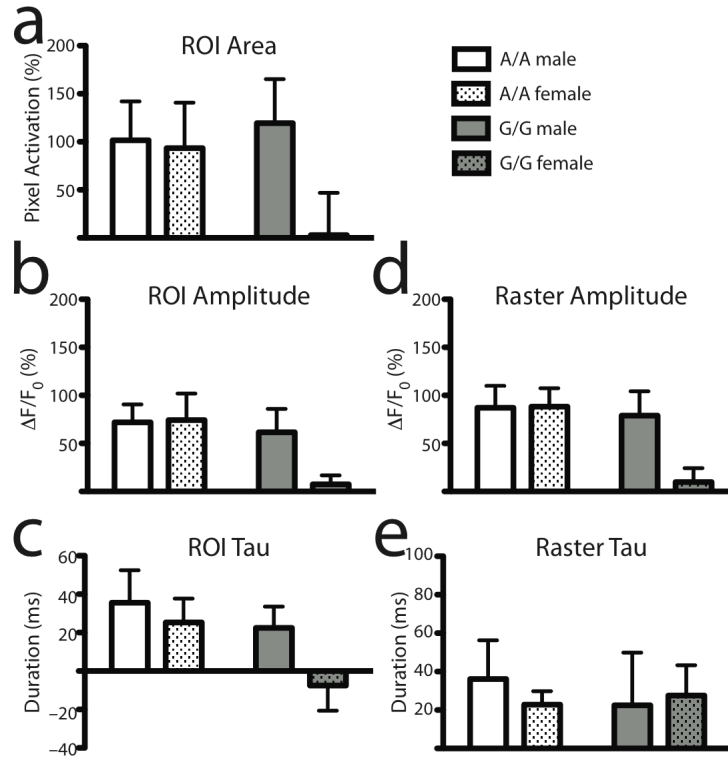 a
ROI Area
Pixel Activation (%)
200
150
100
50
A/A male
A/A female
G/G male
G/G female
b
ROI Amplitude
ΔF/F0 (%)
200
150
100
50
d
Raster Amplitude
ΔF/F0 (%)
200
150
100
50
c
ROI Tau
Duration (ms)
60
40
20
–20
–40
e
Raster Tau
Duration (ms)
100
80
60
40
20